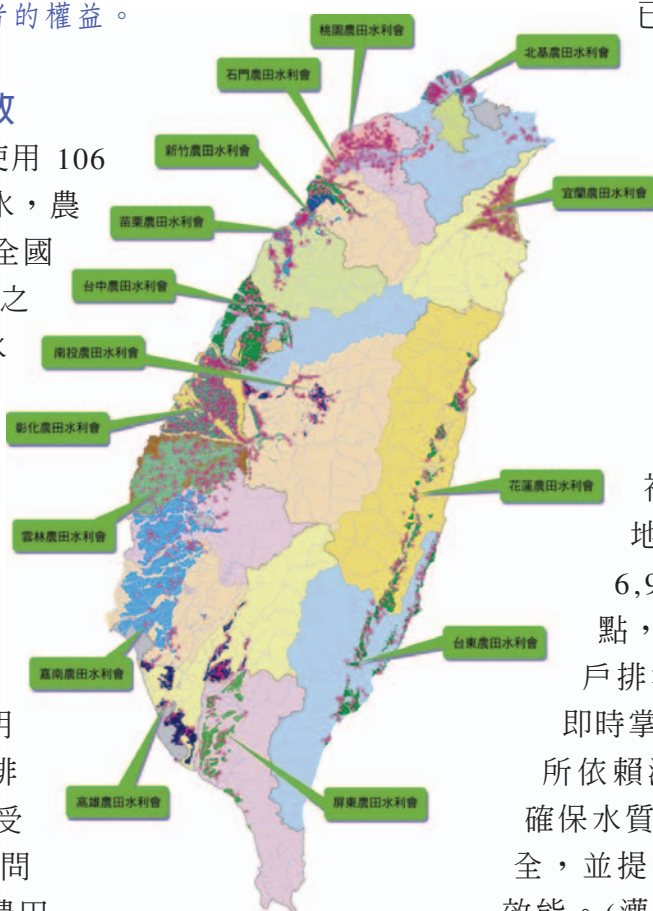 者的權益。
使用 106
水，農
全國
之
桃園農田水利會
北基農田水利會
石門農田水利會
新竹農田水利會
宜蘭農田水利會
苗栗農田水利會
台中農田水利會
南投農田水利會
彰化農田水利會
花蓮農田水利會
雲林農田水利會
台東農田水利會
嘉南農田水利會
高雄農田水利會
屏東農田水利會
受
問
地
6,9
點，
戶排
即時掌
所依賴
確保水質
全，並提
效能。(灌